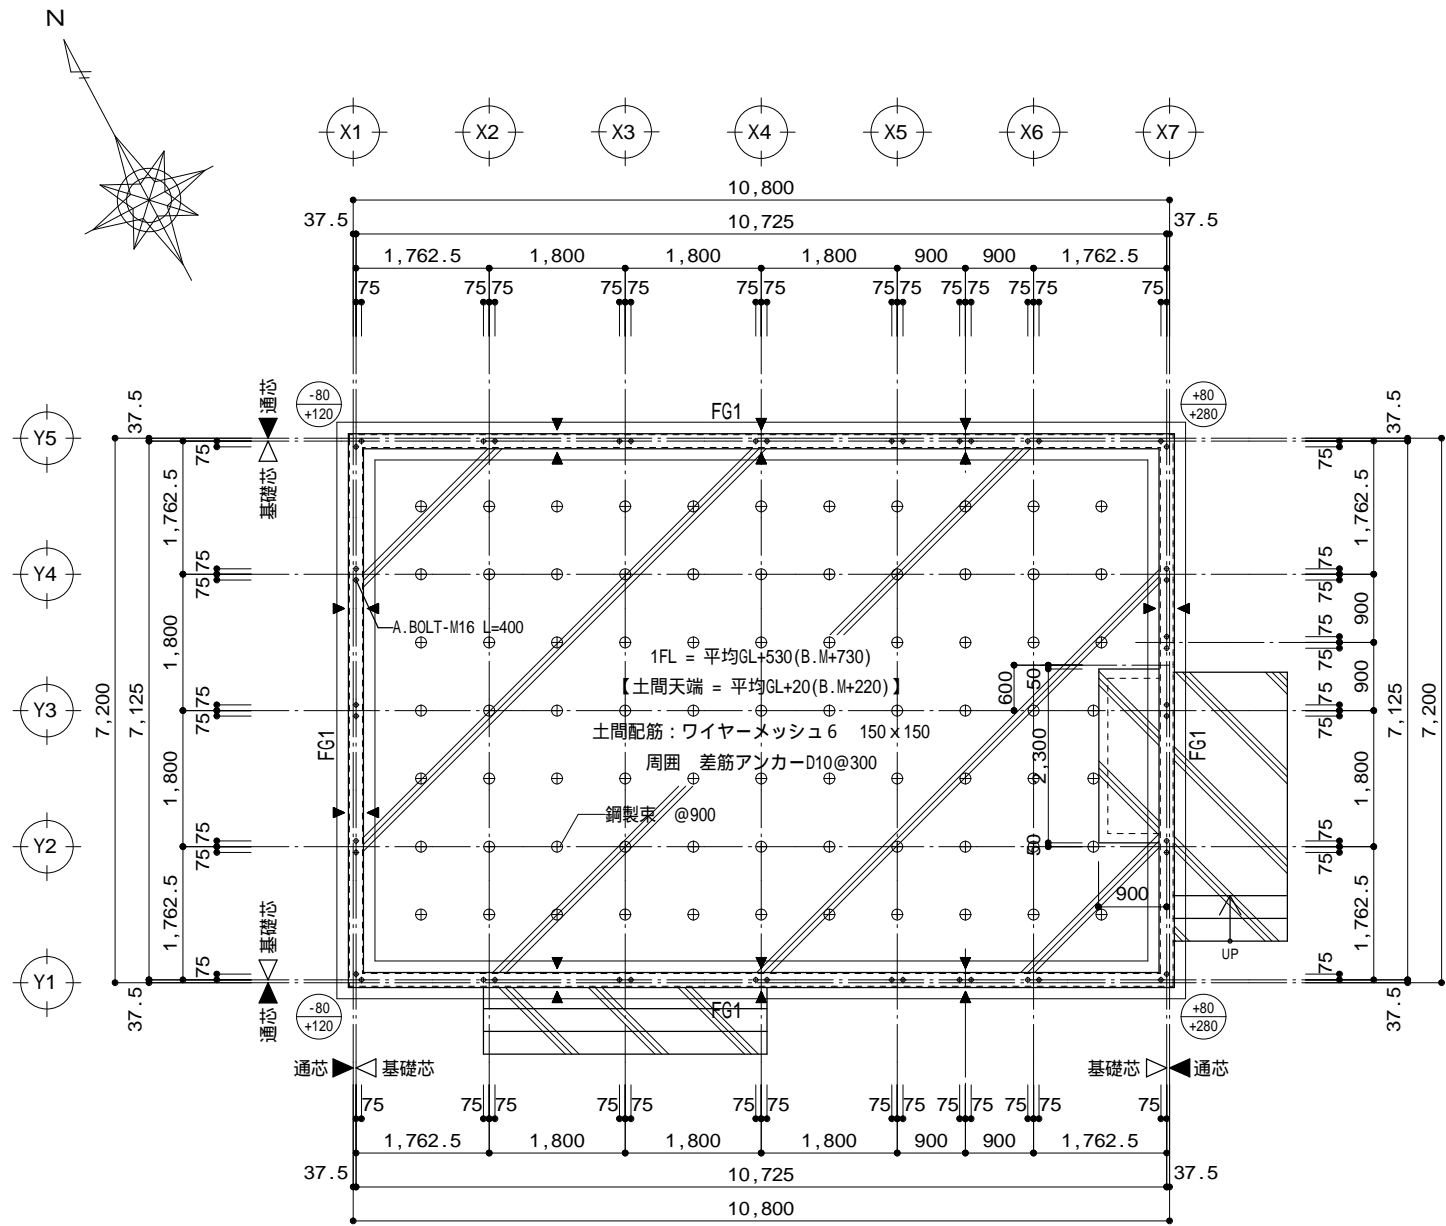 N
X1 X2 X3 X4 X5 X6 X7
10,800
37.5 10,725 37.5
1,762.5 1,800 1,800 1,800 900 900 1,762.5
75 75 75 75 75 75 75 75 75 75 75 75 75 75
-80
+120
FG1
+80
+280
通芯
基礎芯
Y5
Y4
Y3
Y2
Y1
37.5
75
1,762.5
75 75
1,800
75 75
1,800
75 75
1,762.5
75
37.5
7,125
7,200
A.BOLT-M16 L=400
1FL = 平均GL+530(B.M+730)
【土間天端 = 平均GL+20(B.M+220)】
土間配筋：ワイヤーメッシュ6 150x150
周囲 差筋アンカーD10@300
鋼製束 @900
FG1
FG1
600
50
2,300
50
900
UP
37.5
75
1,762.5
75
75
900
75
75
900
75
75
1,800
75
75
1,762.5
75
37.5
7,125
7,200
基礎芯
通芯
-80
+120
FG1
+80
+280
通芯 基礎芯 基礎芯 通芯
75 75 75 75 75 75 75 75 75 75 75 75 75 75
1,762.5 1,800 1,800 1,800 900 900 1,762.5
37.5 10,725 37.5
10,800